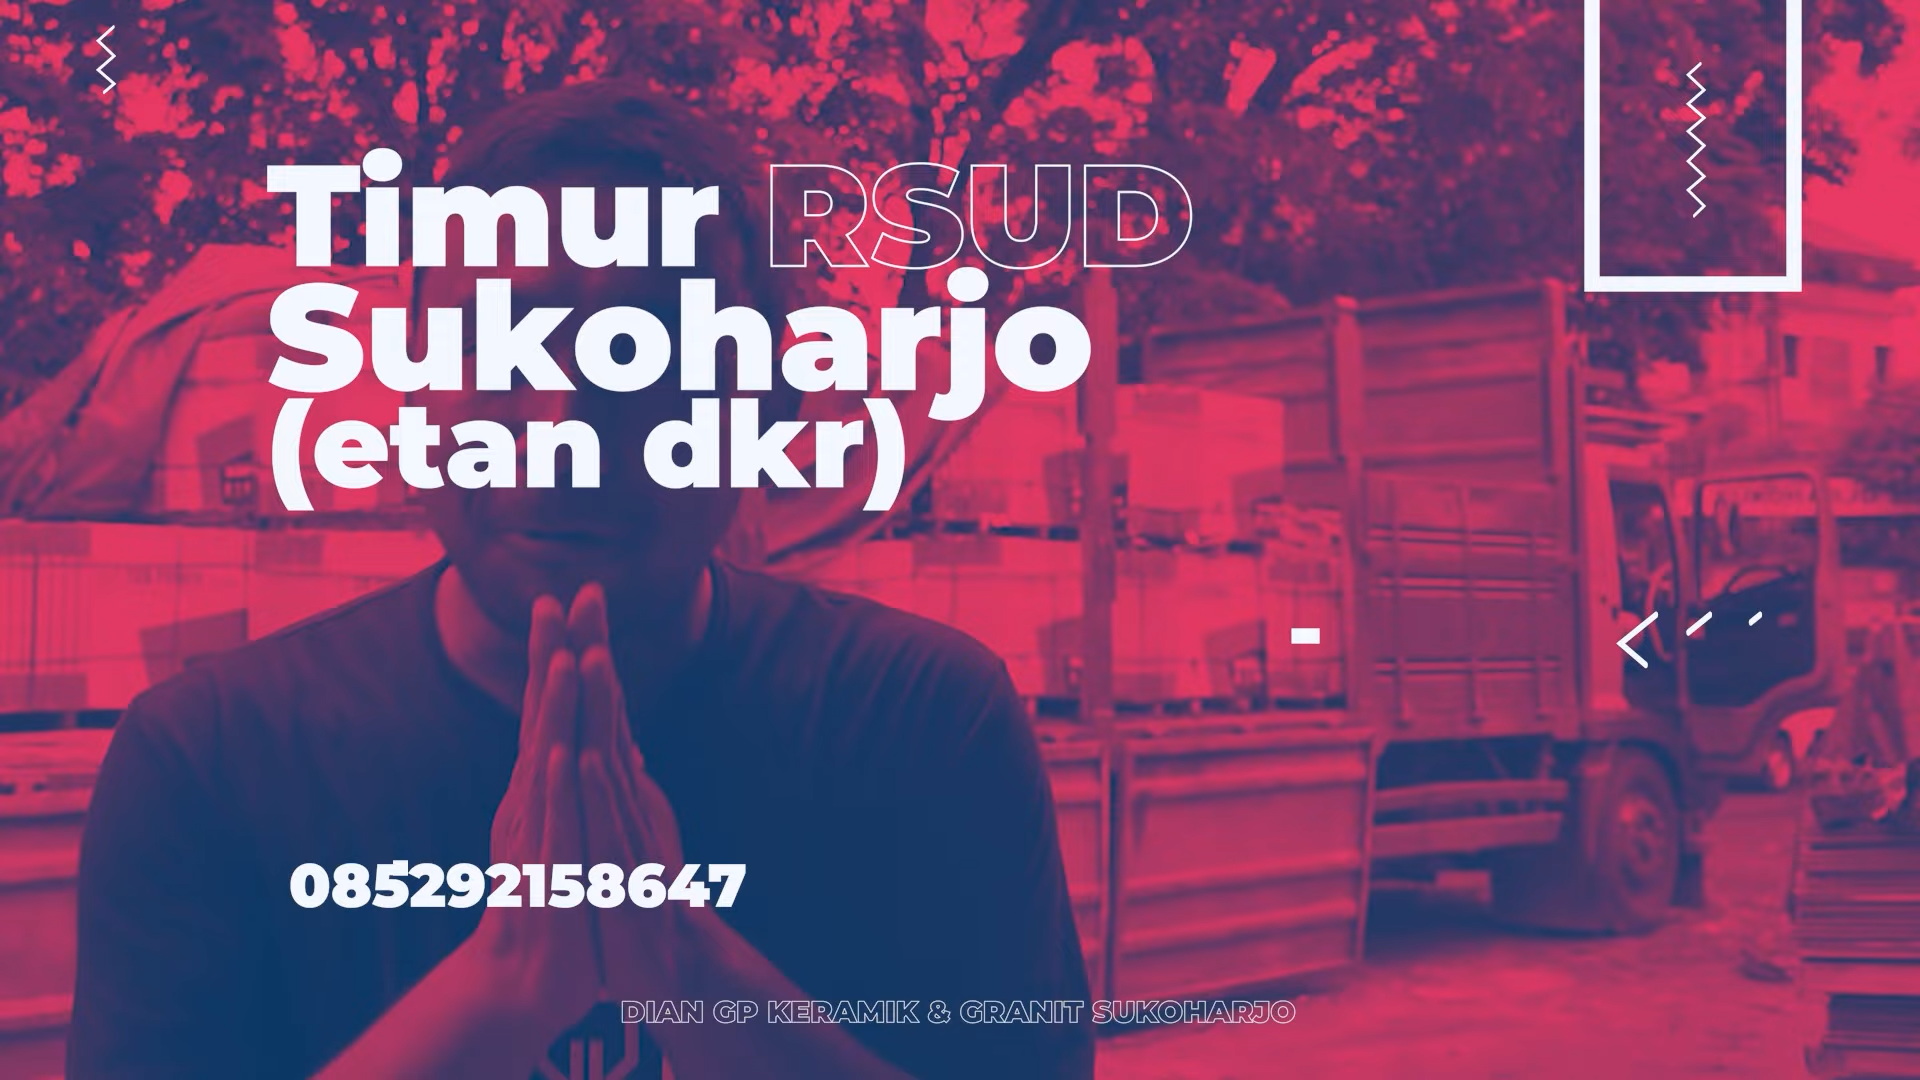 Timur RSUD
Sukoharjo
(etan dkr)
085292158647
DIAN GP KERAMIK & GRANIT SUKOHARJO